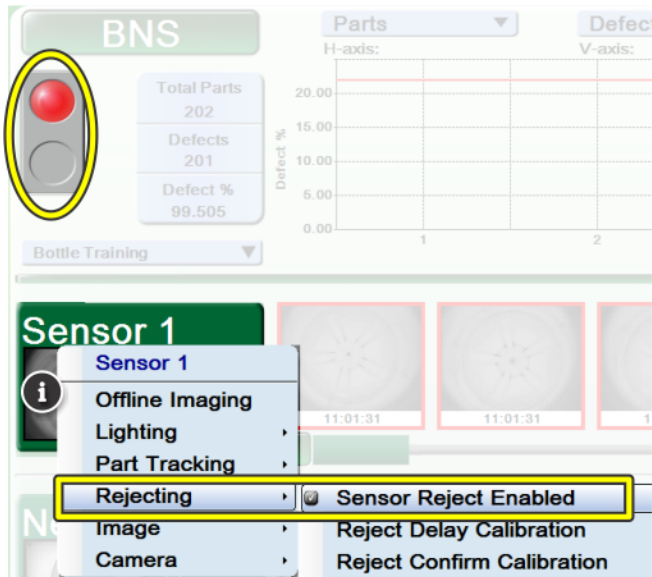 BNS
Parts
Defect
H-axis:
V-axis:
Total Parts
202
Defects
201
Defect %
99.505
Defect %
20.00
15.00
10.00
5.00
0.00
1
2
Bottle Training
Sensor 1
11:01:31
11:01:31
1
i
Sensor 1
Offline Imaging
Lighting
Part Tracking
Rejecting
Image
Camera
Sensor Reject Enabled
Reject Delay Calibration
Reject Confirm Calibration